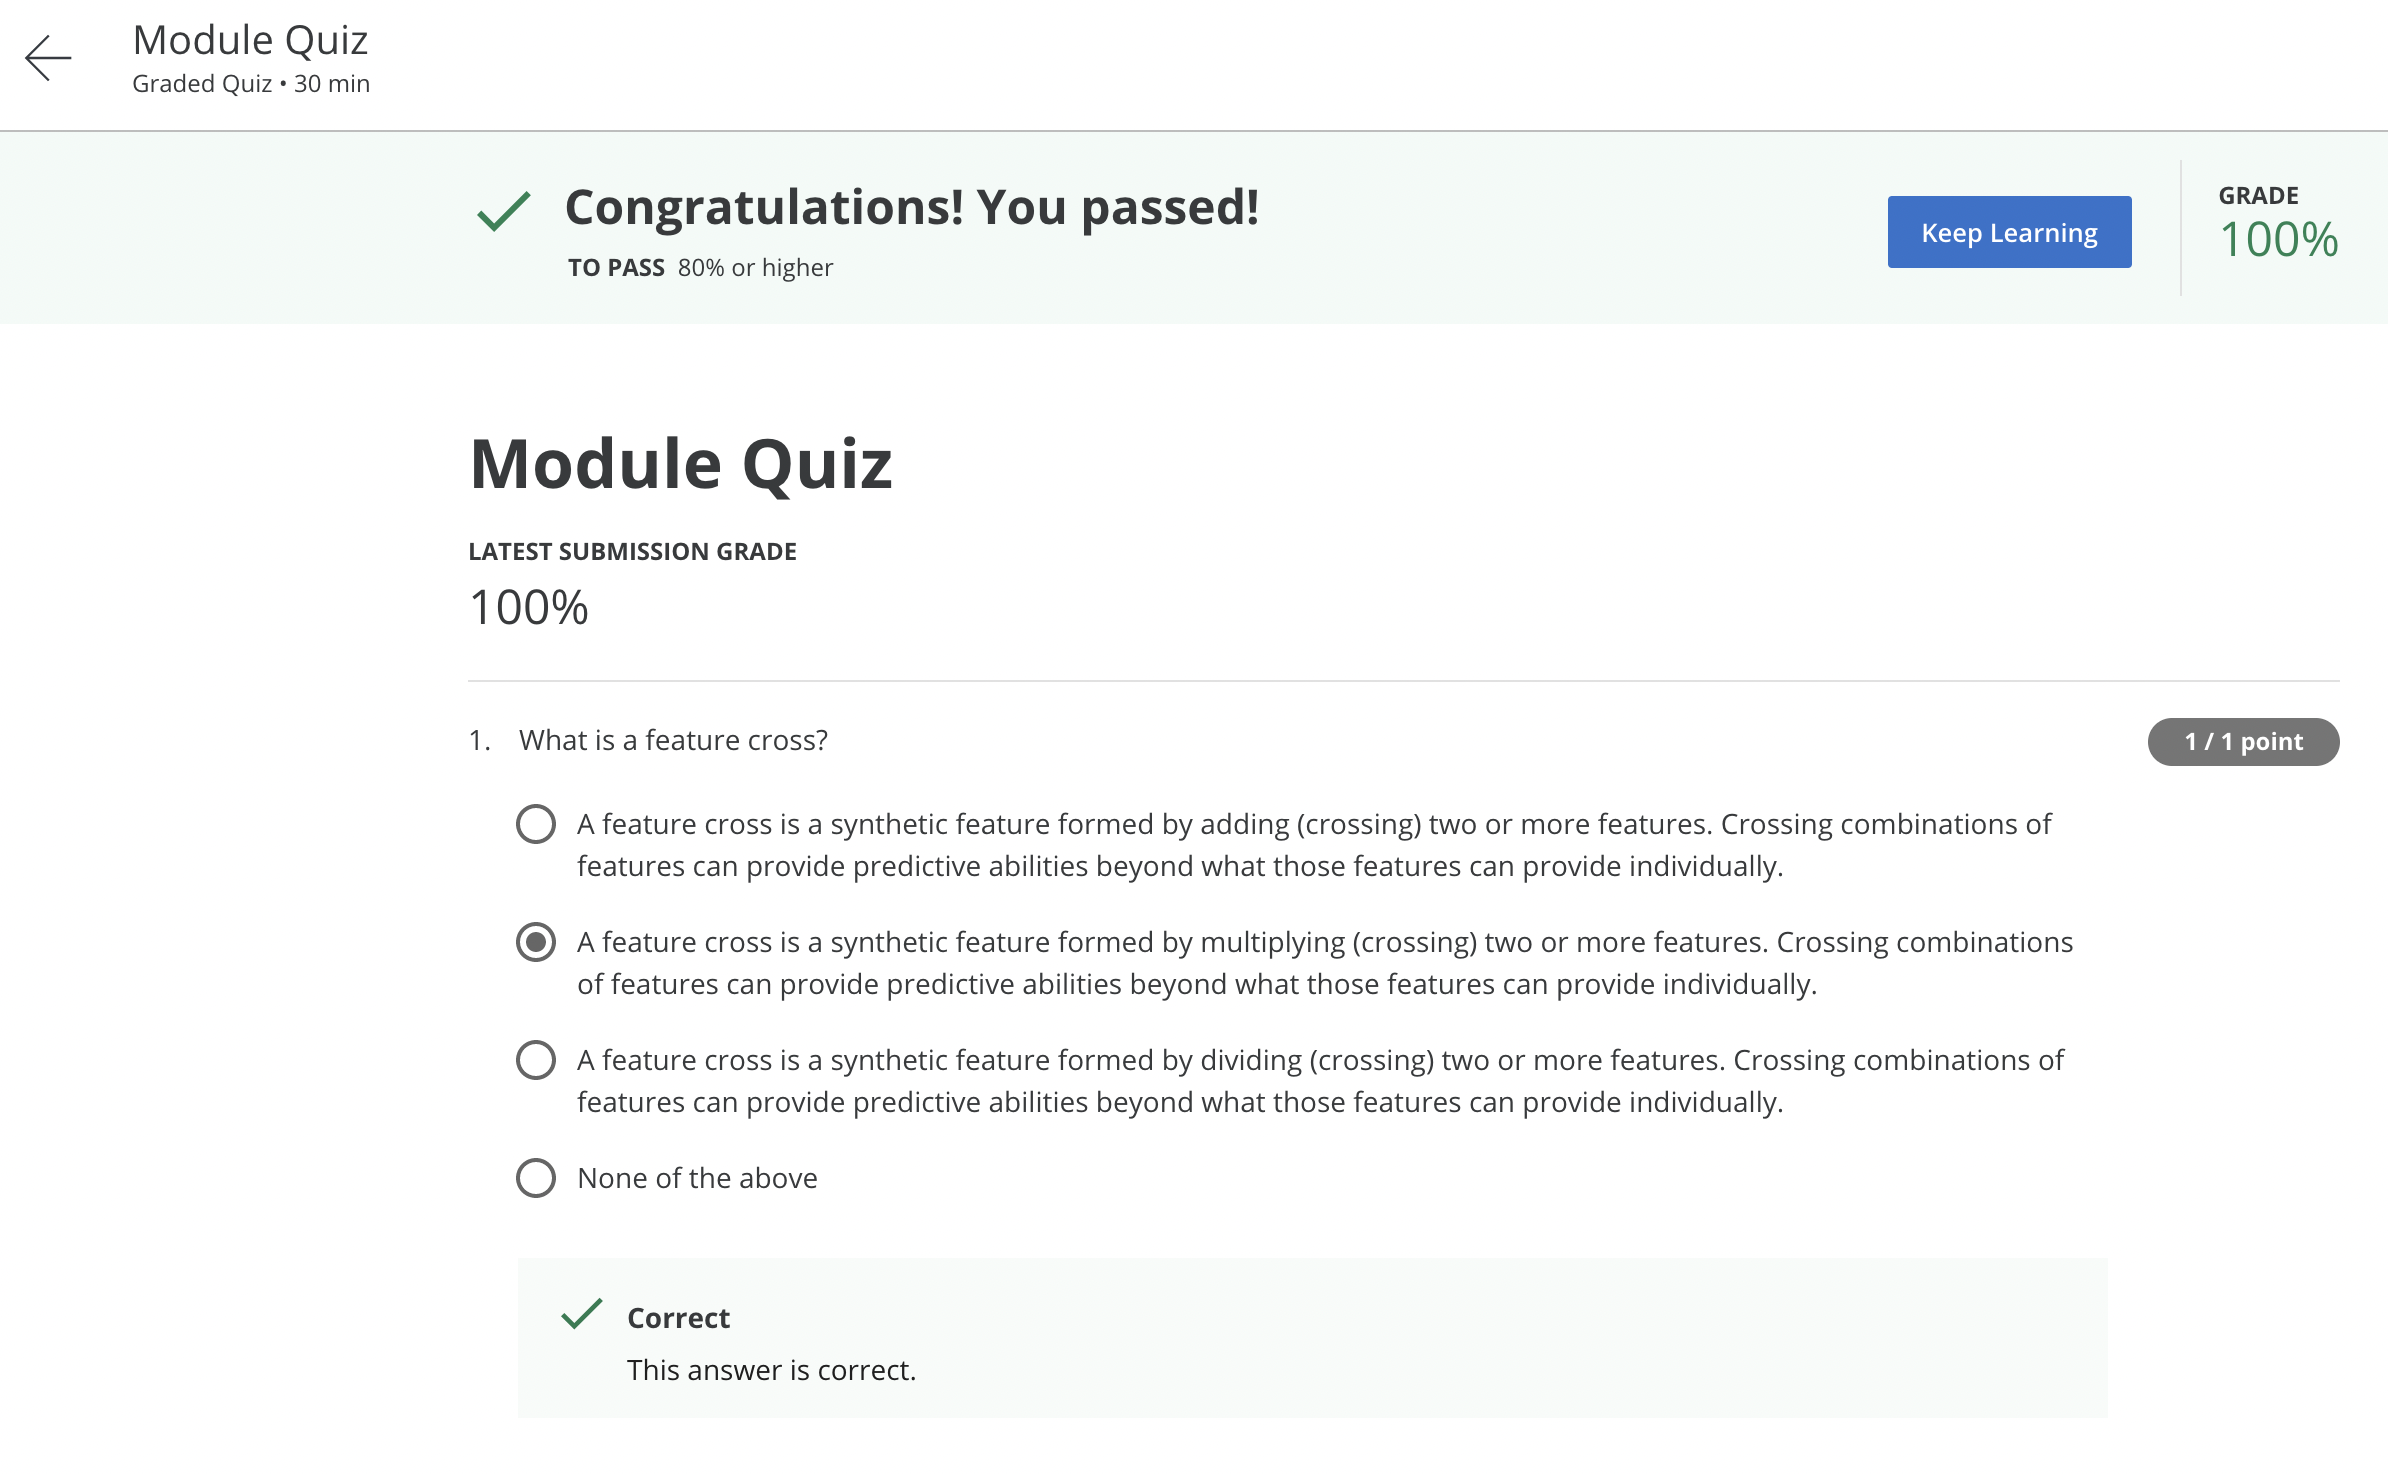 Module Quiz
Graded Quiz • 30 min
Congratulations! You passed!
TO PASS 80% or higher
Keep Learning
GRADE
100%
Module Quiz
LATEST SUBMISSION GRADE
100%
1. What is a feature cross?
1 / 1 point
A feature cross is a synthetic feature formed by adding (crossing) two or more features. Crossing combinations of
features can provide predictive abilities beyond what those features can provide individually.
A feature cross is a synthetic feature formed by multiplying (crossing) two or more features. Crossing combinations
of features can provide predictive abilities beyond what those features can provide individually.
A feature cross is a synthetic feature formed by dividing (crossing) two or more features. Crossing combinations of
features can provide predictive abilities beyond what those features can provide individually.
None of the above
Correct
This answer is correct.